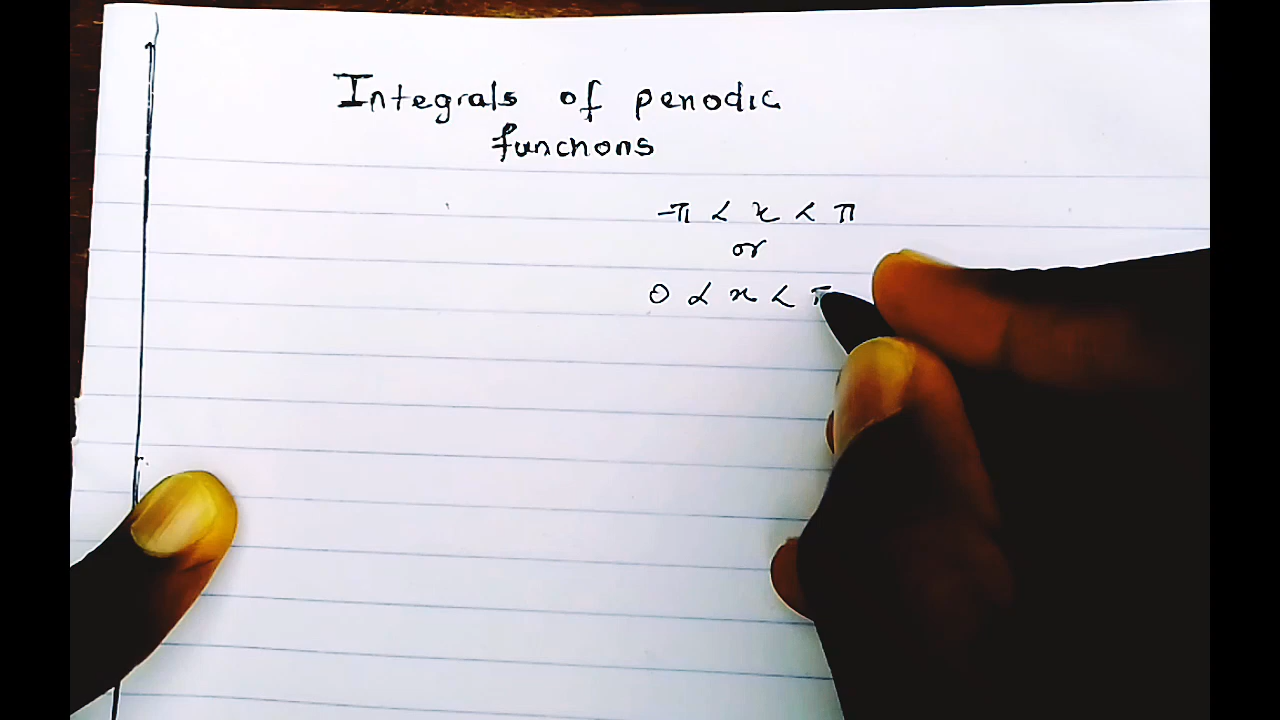 Integrals of periodic
functions
-π < x < π
or
0 < x < π